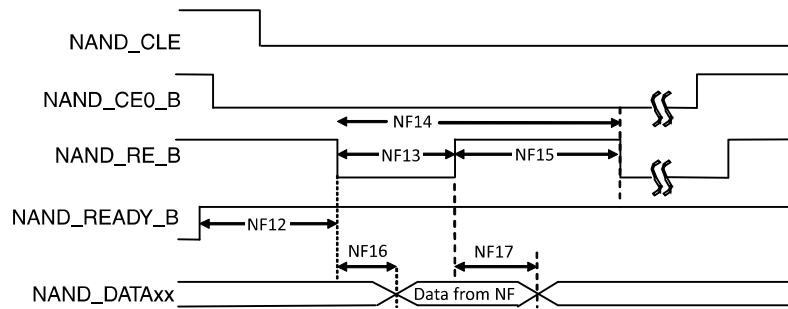 NAND_CLE
NAND_CE0_B
NF14
NAND_RE_B
NF13
NF15
NAND_READY_B
NF12
NF16
NF17
NAND_DATAxx
Data from NF